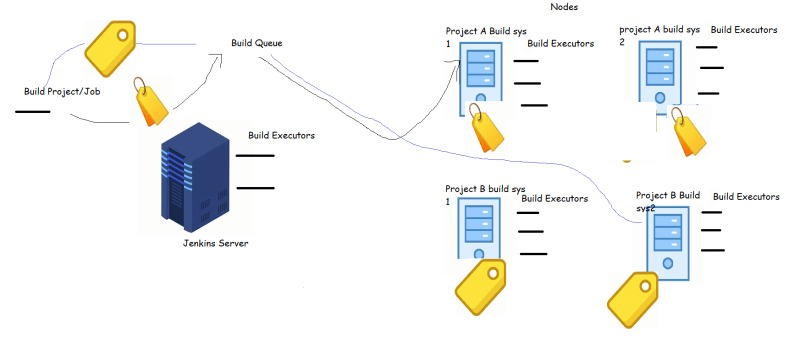 Nodes
Project A Build sys
1
Build Executors
project A build sys
2
Build Executors
Build Queue
Build Project/Job
Build Executors
Jenkins Server
Project B build sys
1
Build Executors
Project B Build
sys2
Build Executors